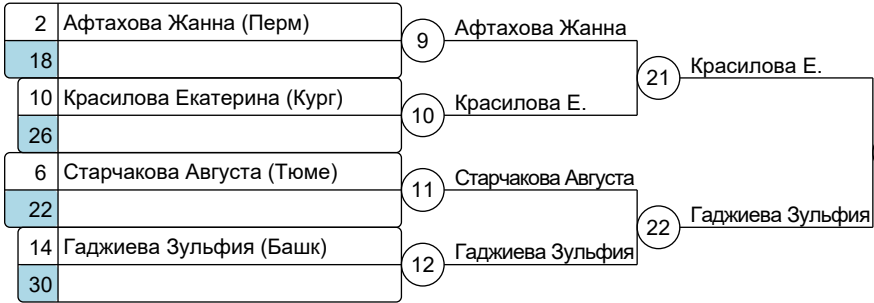 2 Афтахова Жанна (Перм)
18
9 Афтахова Жанна
10 Красилова Екатерина (Кург)
26
10 Красилова Е.
21 Красилова Е.
6 Старчакова Августа (Тюме)
22
11 Старчакова Августа
14 Гаджиева Зульфия (Башк)
30
12 Гаджиева Зульфия
22 Гаджиева Зульфия